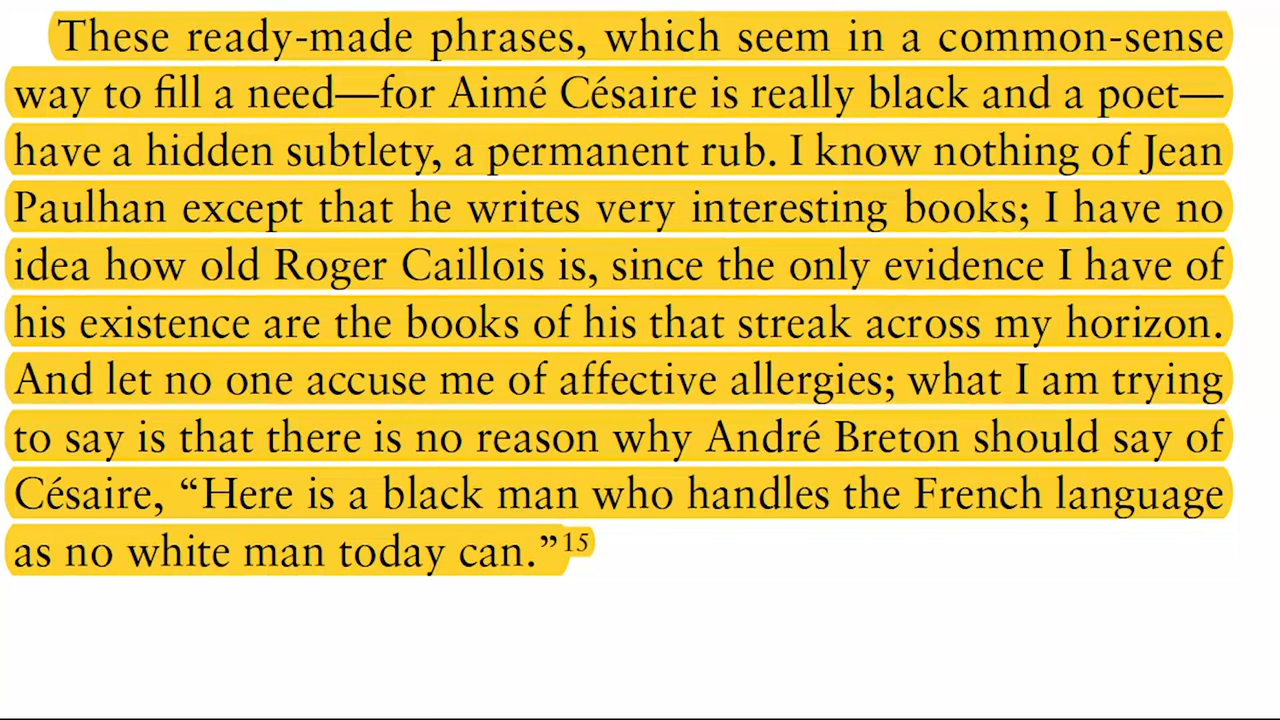 These ready-made phrases, which seem in a common-sense
way to fill a need—for Aimé Césaire is really black and a poet—
have a hidden subtlety, a permanent rub. I know nothing of Jean
Paulhan except that he writes very interesting books; I have no
idea how old Roger Caillois is, since the only evidence I have of
his existence are the books of his that streak across my horizon.
And let no one accuse me of affective allergies; what I am trying
to say is that there is no reason why André Breton should say of
Césaire, “Here is a black man who handles the French language
as no white man today can.”15